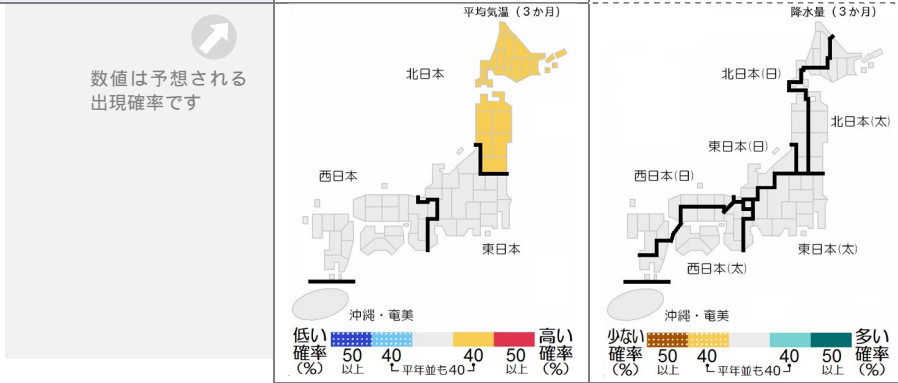 数値は予想される
出現確率です
平均気温（３か月）
北日本
西日本
東日本
沖縄・奄美
低い
確率
(%)
50
以上
40
平年並も40
40
50
以上
高い
確率
(%)
降水量（３か月）
北日本(日)
北日本(太)
東日本(日)
西日本(日)
東日本(太)
西日本(太)
沖縄・奄美
少ない
確率
(%)
50
以上
40
平年並も40
40
50
以上
多い
確率
(%)